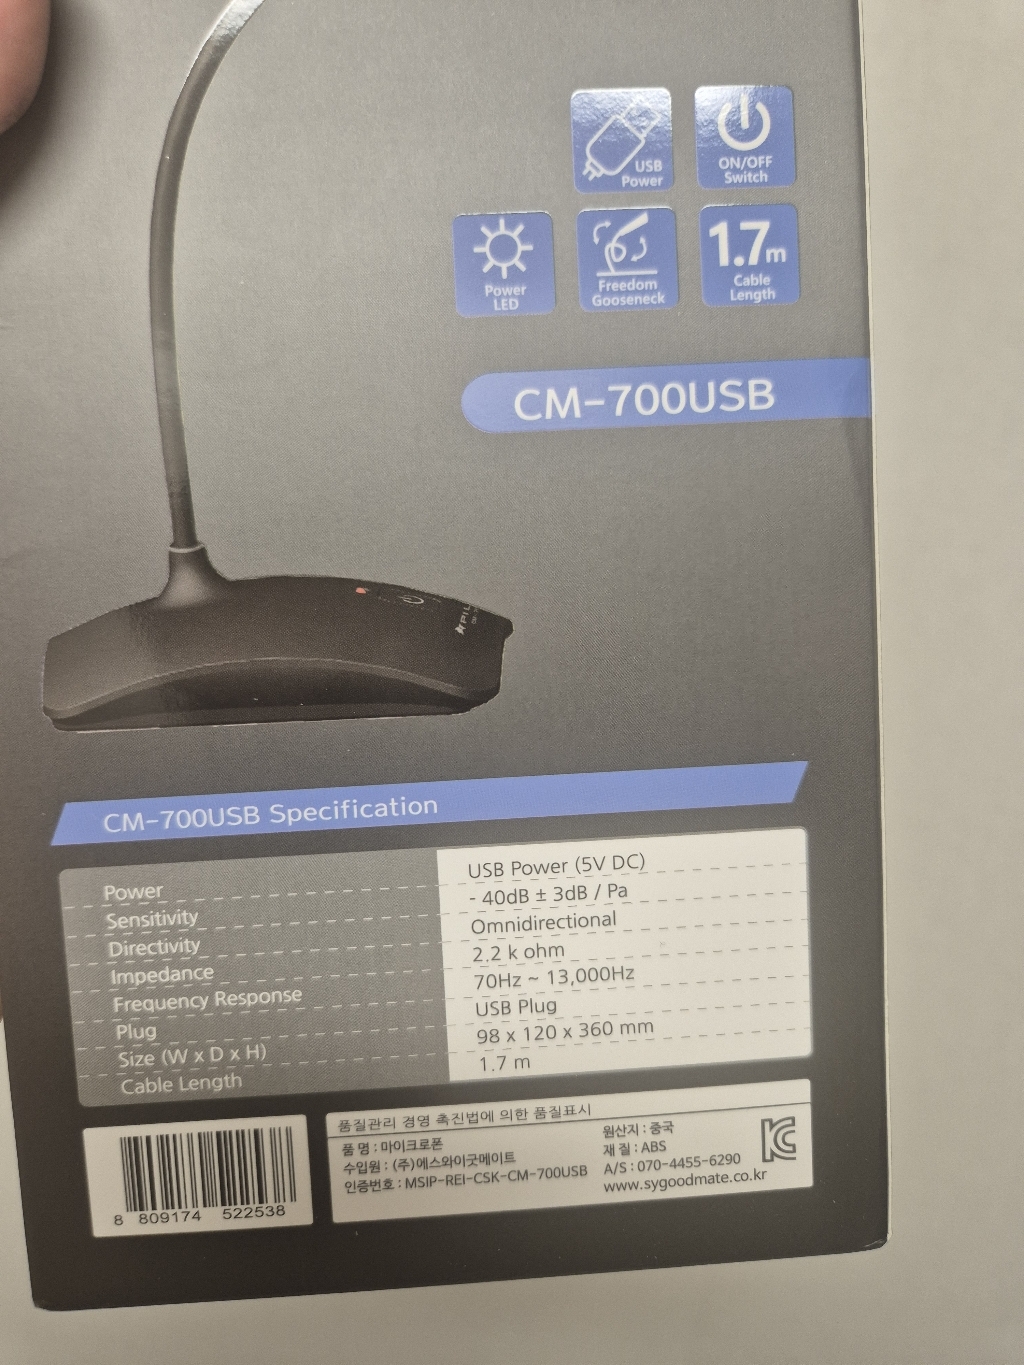 USB
Power
ON/OFF
Switch
Power
LED
Freedom
Gooseneck
1.7m
Cable
Length
CM-700USB
CM-700USB Specification
Power USB Power (5V DC)
Sensitivity - 40dB ± 3dB / Pa
Directivity Omnidirectional
Impedance 2.2 k ohm
Frequency Response 70Hz ~ 13,000Hz
Plug USB Plug
Size (W x D x H) 98 x 120 x 360 mm
Cable Length 1.7 m
8 809174 522538
품질관리 경영 촉진법에 의한 품질표시
품 명 : 마이크로폰
수입원 : (주)에스와이굿메이트
인증번호 : MSIP-REI-CSK-CM-700USB
원산지 : 중국
재 질 : ABS
A/S : 070-4455-6290
www.sygoodmate.co.kr